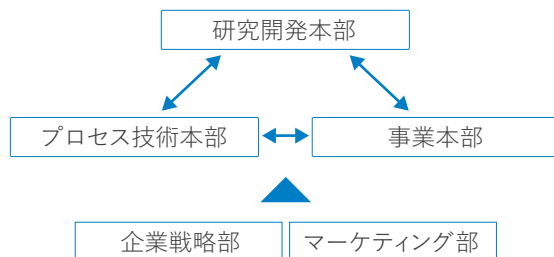 研究開発本部
プロセス技術本部
事業本部
企業戦略部
マーケティング部